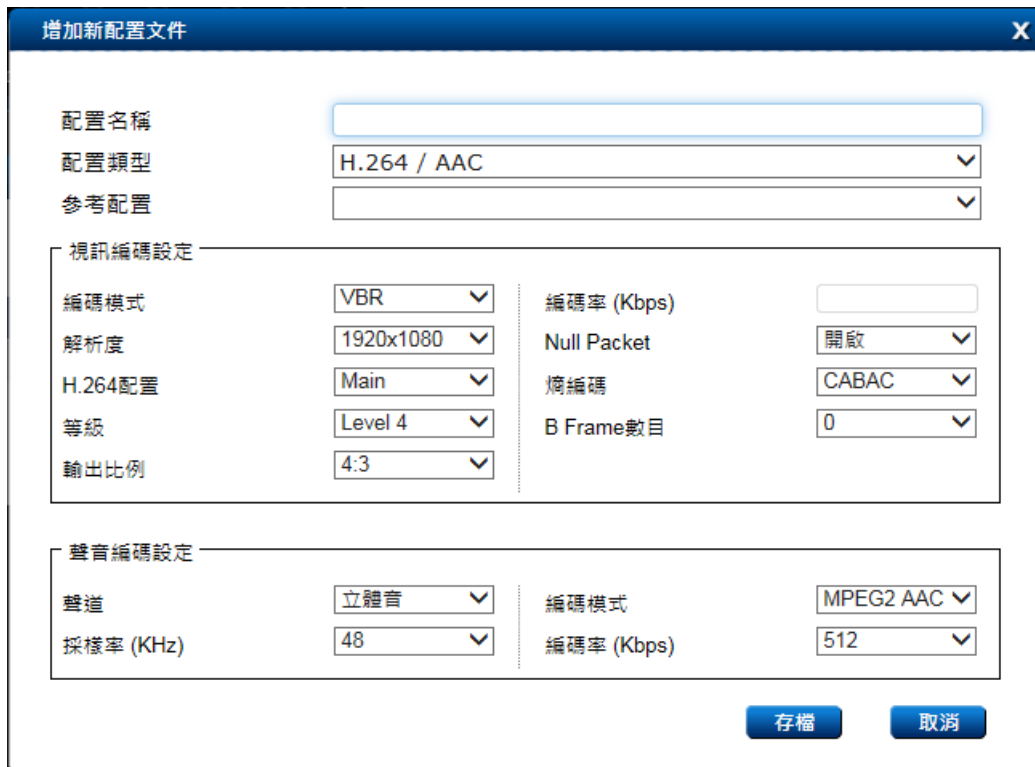 增加新配置文件 X
配置名稱
配置類型 H.264 / AAC
參考配置
視訊編碼設定
編碼模式 VBR 編碼率 (Kbps)
解析度 1920x1080 Null Packet 開啟
H.264配置 Main 熵編碼 CABAC
等級 Level 4 B Frame數目 0
輸出比例 4:3
聲音編碼設定
聲道 立體音 編碼模式 MPEG2 AAC
採樣率 (KHz) 48 編碼率 (Kbps) 512
存檔 取消